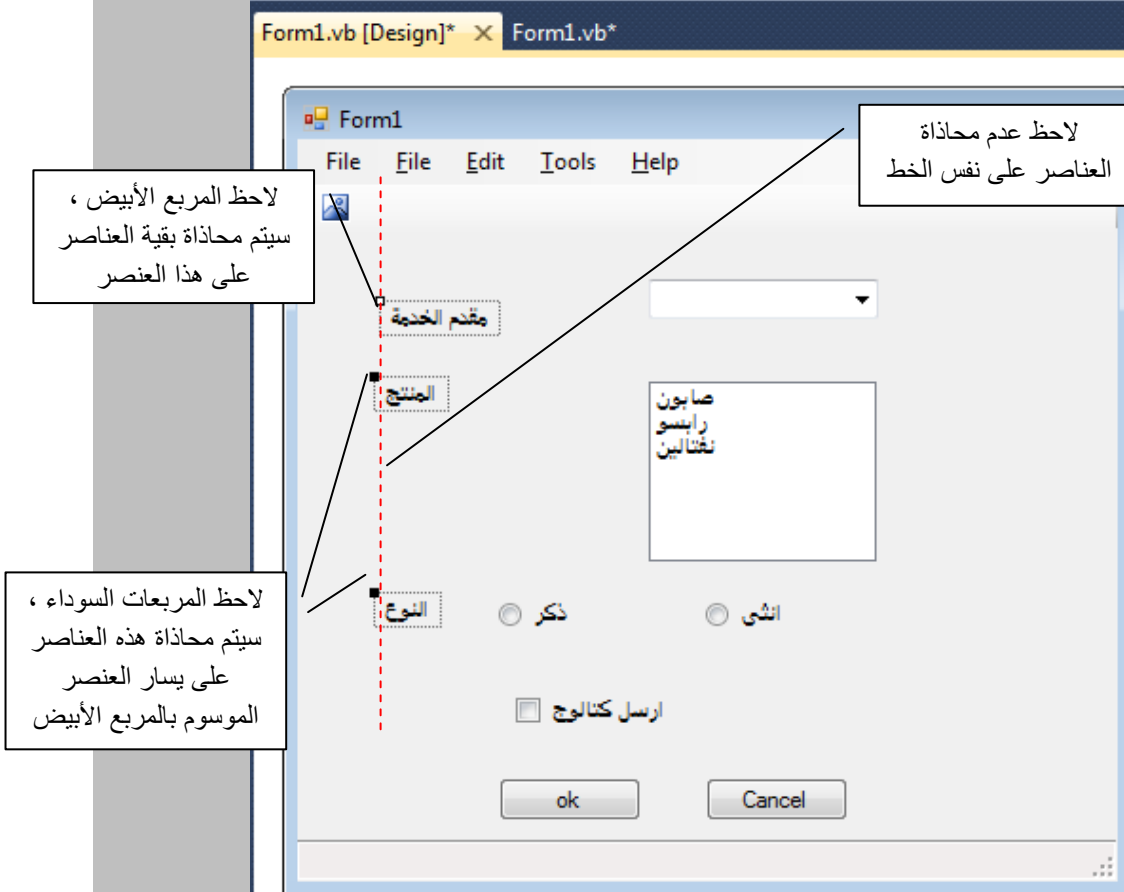 Form1.vb [Design]* Form1.vb*
Form1
لاحظ عدم محاذاة
العناصر على نفس الخط
File File Edit Tools Help
لاحظ المربع الأبيض ،
سيتم محاذاة بقية العناصر
على هذا العنصر
مقدم الخدمة
المنتج
صابون
رابسو
نفتالين
لاحظ المربعات السوداء ،
سيتم محاذاة هذه العناصر
على يسار العنصر
الموسوم بالمربع الأبيض
النوع ذكر انثى
ارسل كتالوج
ok Cancel